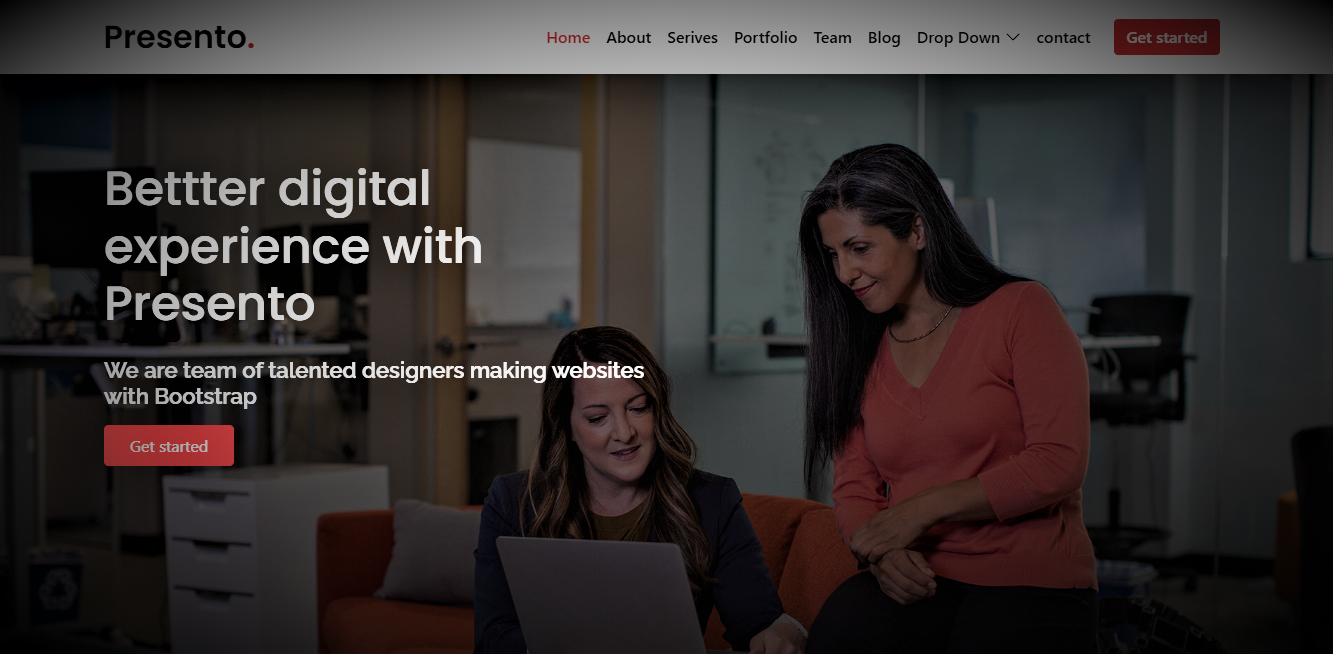 Presento.
Home About Serives Portfolio Team Blog Drop Down contact Get started
Bettter digital
experience with
Presento
We are team of talented designers making websites
with Bootstrap
Get started